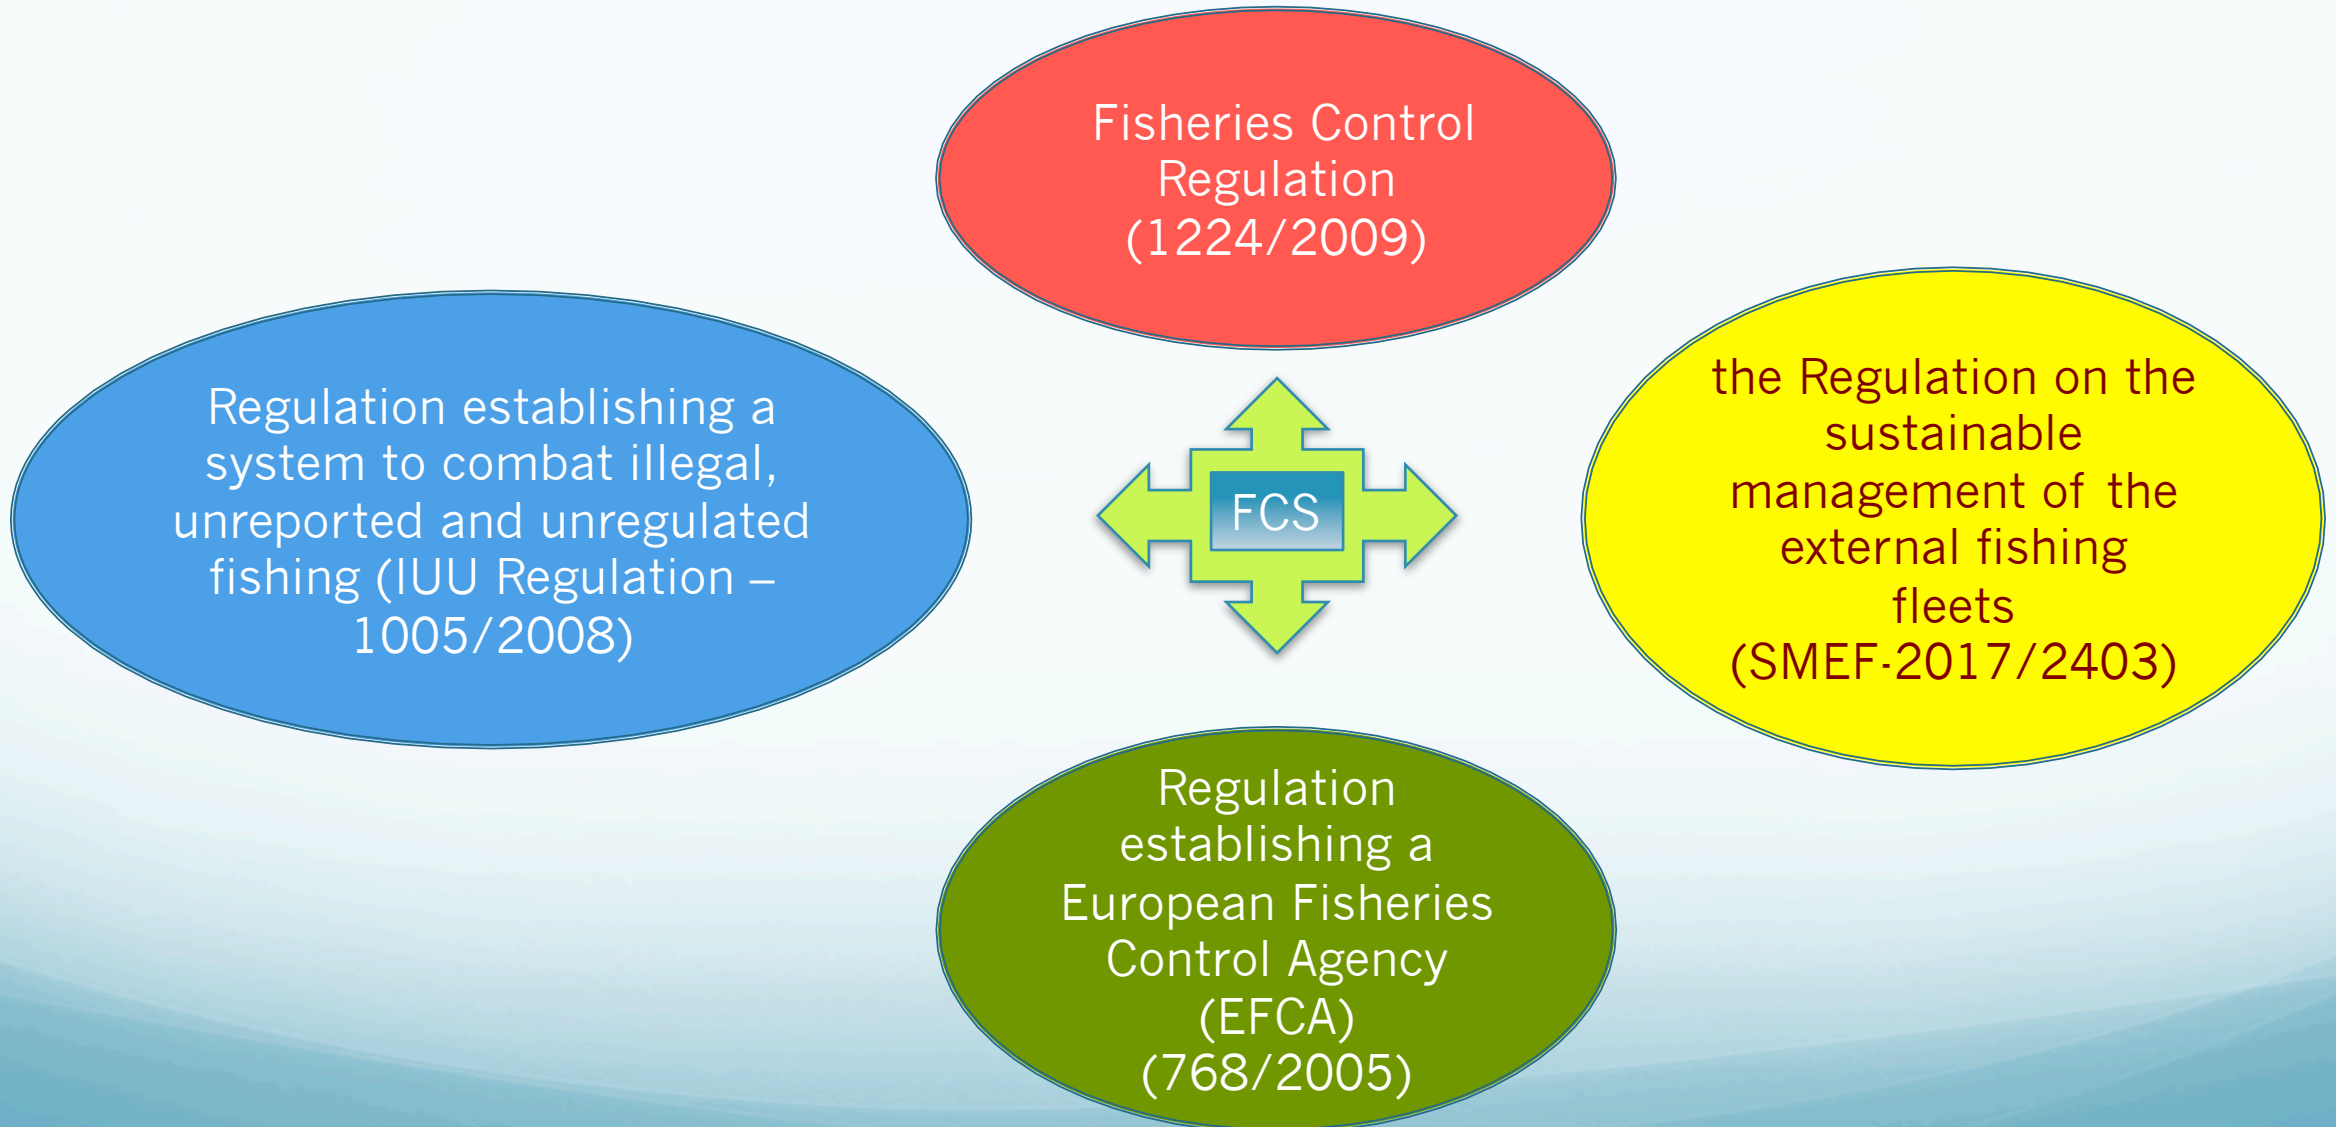 Fisheries Control
Regulation
(1224/2009)
Regulation establishing a
system to combat illegal,
unreported and unregulated
fishing (IUU Regulation –
1005/2008)
FCS
the Regulation on the
sustainable
management of the
external fishing
fleets
(SMEF-2017/2403)
Regulation
establishing a
European Fisheries
Control Agency
(EFCA)
(768/2005)